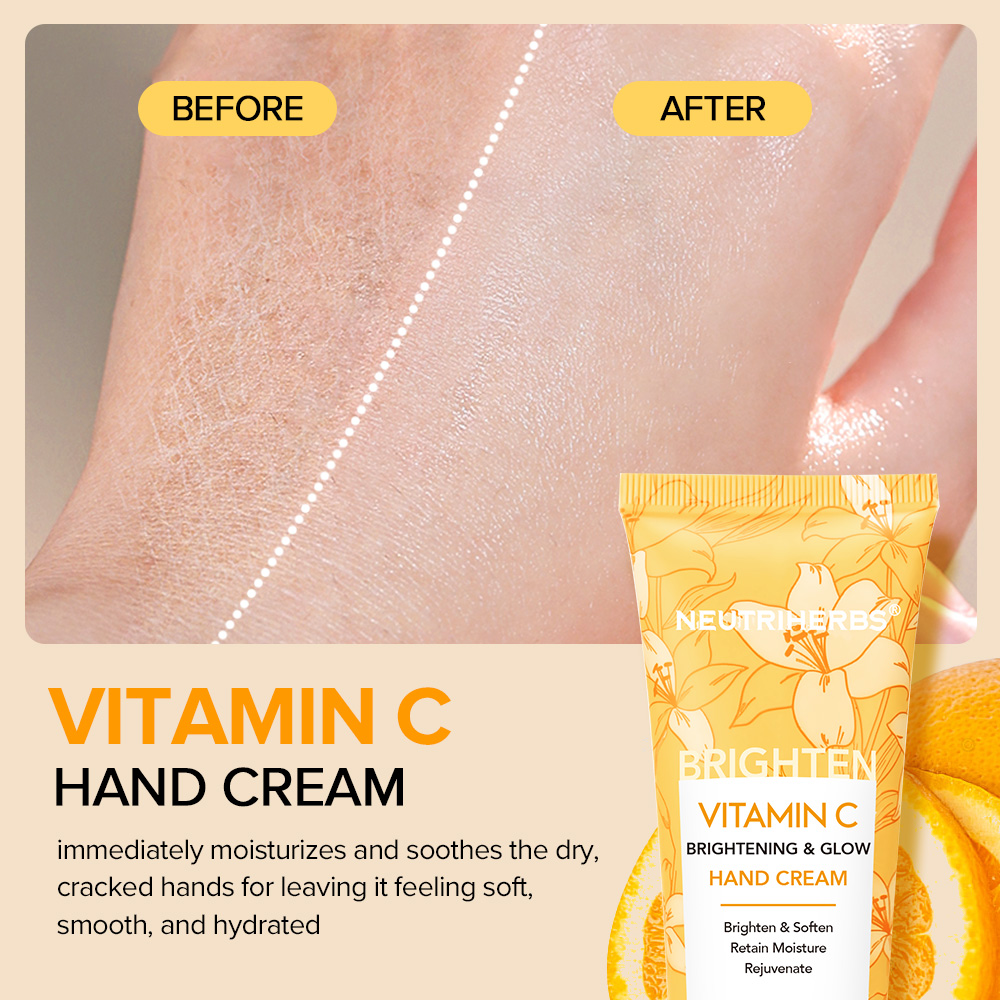 BEFORE
AFTER
NEUTRIHERBS®
BRIGHTEN
VITAMIN C
BRIGHTENING & GLOW
HAND CREAM
Brighten & Soften
Retain Moisture
Rejuvenate
VITAMIN C
HAND CREAM
immediately moisturizes and soothes the dry,
cracked hands for leaving it feeling soft,
smooth, and hydrated